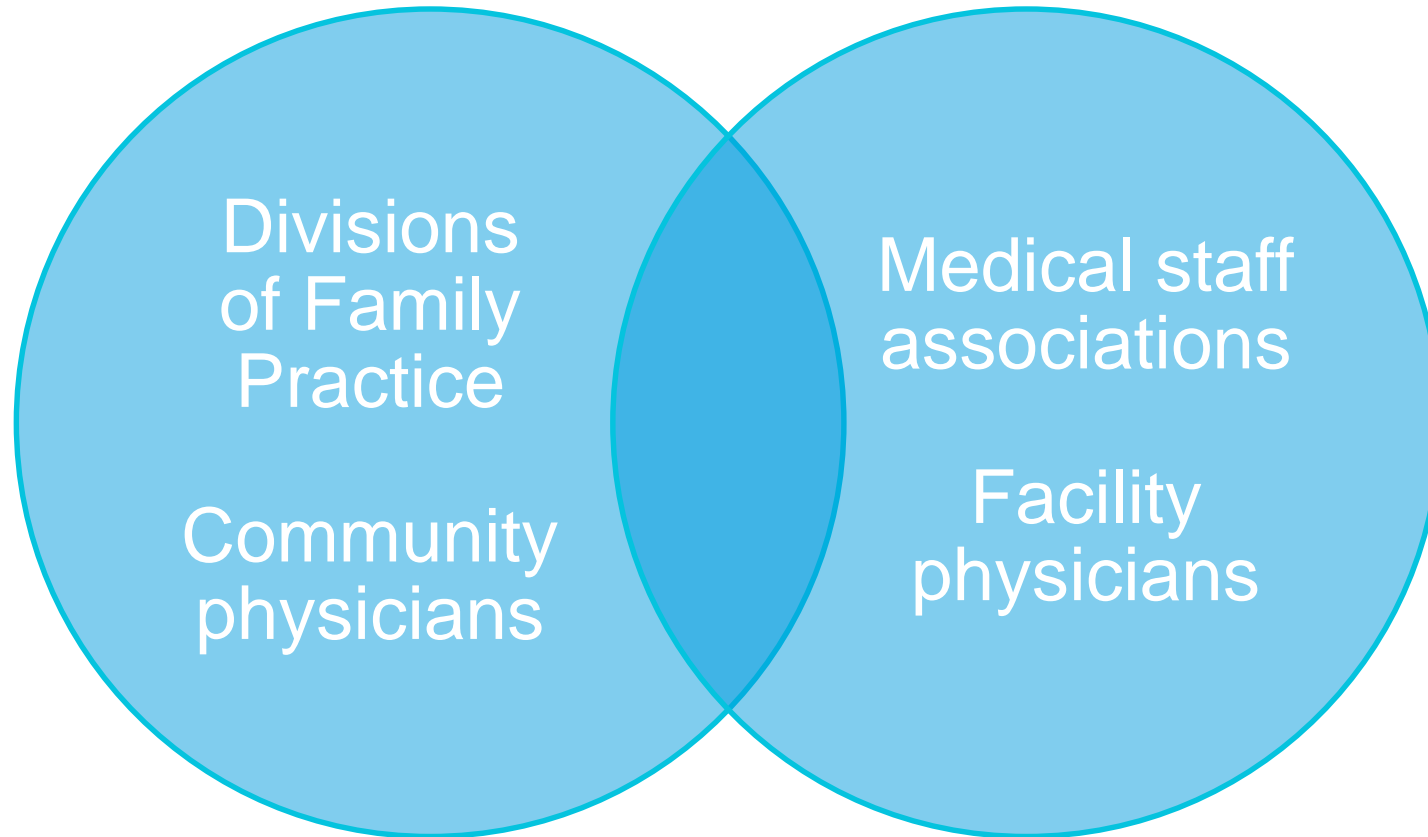 Divisions
of Family
Practice
Community
physicians
Medical staff
associations
Facility
physicians